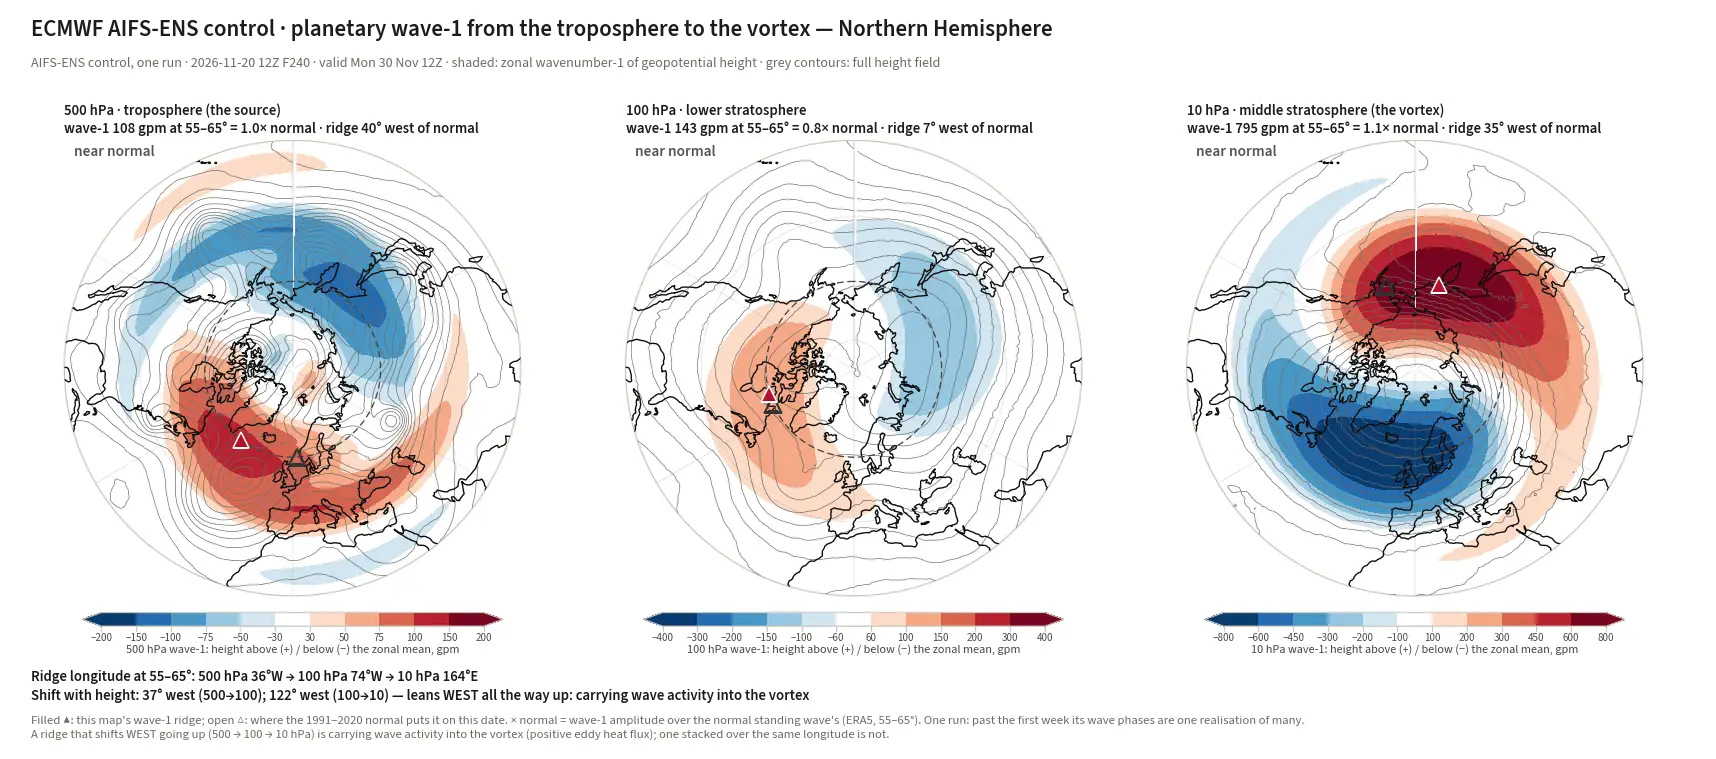 ECMWF AIFS-ENS control · planetary wave-1 from the troposphere to the vortex — Northern Hemisphere
AIFS-ENS control, one run · 2026-11-20 12Z F240 · valid Mon 30 Nov 12Z · shaded: zonal wavenumber-1 of geopotential height · grey contours: full height field
500 hPa · troposphere (the source)
wave-1 108 gpm at 55–65° = 1.0× normal · ridge 40° west of normal
near normal
100 hPa · lower stratosphere
wave-1 143 gpm at 55–65° = 0.8× normal · ridge 7° west of normal
near normal
10 hPa · middle stratosphere (the vortex)
wave-1 795 gpm at 55–65° = 1.1× normal · ridge 35° west of normal
near normal
−200 −150 −100 −75 −50 −30 30 50 75 100 150 200
500 hPa wave-1: height above (+) / below (−) the zonal mean, gpm
−400 −300 −200 −150 −100 −60 60 100 150 200 300 400
100 hPa wave-1: height above (+) / below (−) the zonal mean, gpm
−800 −600 −450 −300 −200 −100 100 200 300 450 600 800
10 hPa wave-1: height above (+) / below (−) the zonal mean, gpm
Ridge longitude at 55–65°: 500 hPa 36°W → 100 hPa 74°W → 10 hPa 164°E
Shift with height: 37° west (500→100); 122° west (100→10) — leans WEST all the way up: carrying wave activity into the vortex
Filled ▲: this map's wave-1 ridge; open △: where the 1991–2020 normal puts it on this date. × normal = wave-1 amplitude over the normal standing wave's (ERA5, 55–65°). One run: past the first week its wave phases are one realisation of many.
A ridge that shifts WEST going up (500 → 100 → 10 hPa) is carrying wave activity into the vortex (positive eddy heat flux); one stacked over the same longitude is not.